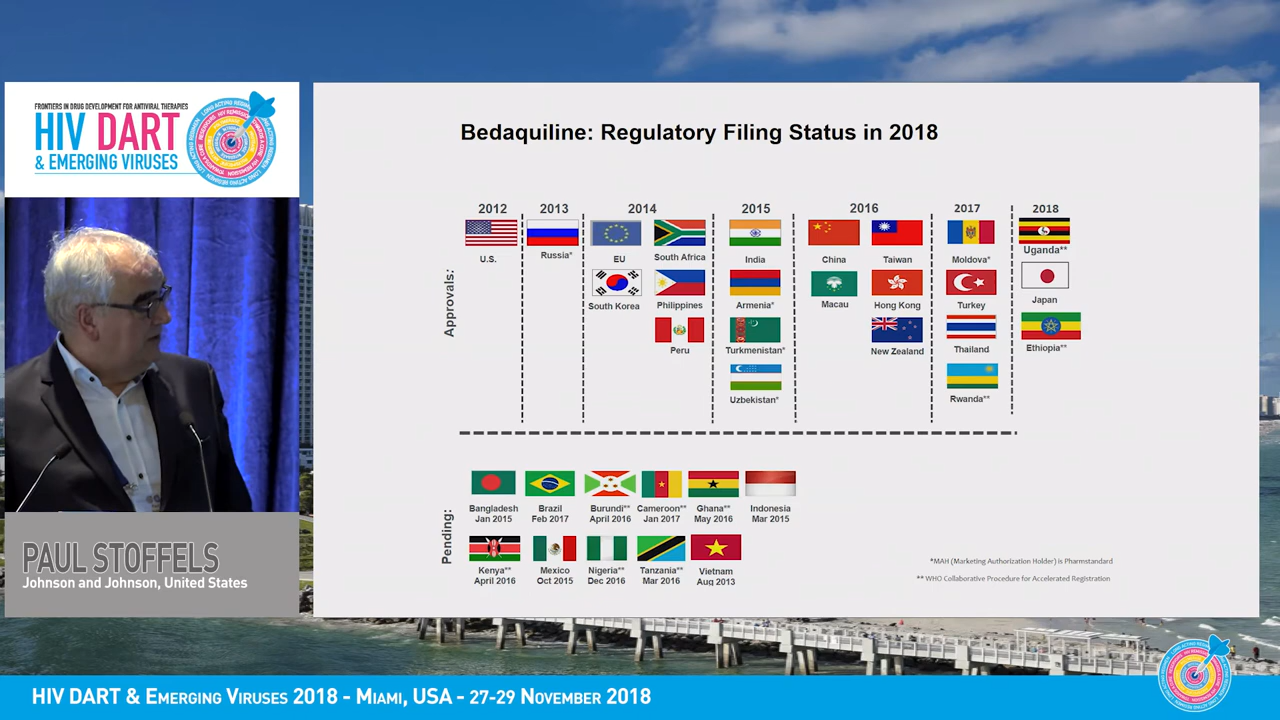 FRONTIERS IN DRUG DEVELOPMENT FOR ANTIVIRAL THERAPIES
HIV DART
& EMERGING VIRUSES
Bedaquiline: Regulatory Filing Status in 2018
2012 2013 2014 2015 2016 2017 2018
Approvals:
U.S. Russia* EU South Africa India China Taiwan Moldova* Uganda**
South Korea Philippines Armenia* Macau Hong Kong Turkey Japan
Peru Turkmenistan* New Zealand Thailand Ethiopia**
Uzbekistan* Rwanda**
Pending:
Bangladesh Brazil Burundi** Cameroon** Ghana** Indonesia
Jan 2015 Feb 2017 April 2016 Jan 2017 May 2016 Mar 2015
Kenya** Mexico Nigeria** Tanzania** Vietnam
April 2016 Oct 2015 Dec 2016 Mar 2016 Aug 2013
*MAH (Marketing Authorization Holder) is Pharmstandard
** WHO Collaborative Procedure for Accelerated Registration
PAUL STOFFELS
Johnson and Johnson, United States
HIV DART & EMERGING VIRUSES 2018 - MIAMI, USA - 27-29 NOVEMBER 2018